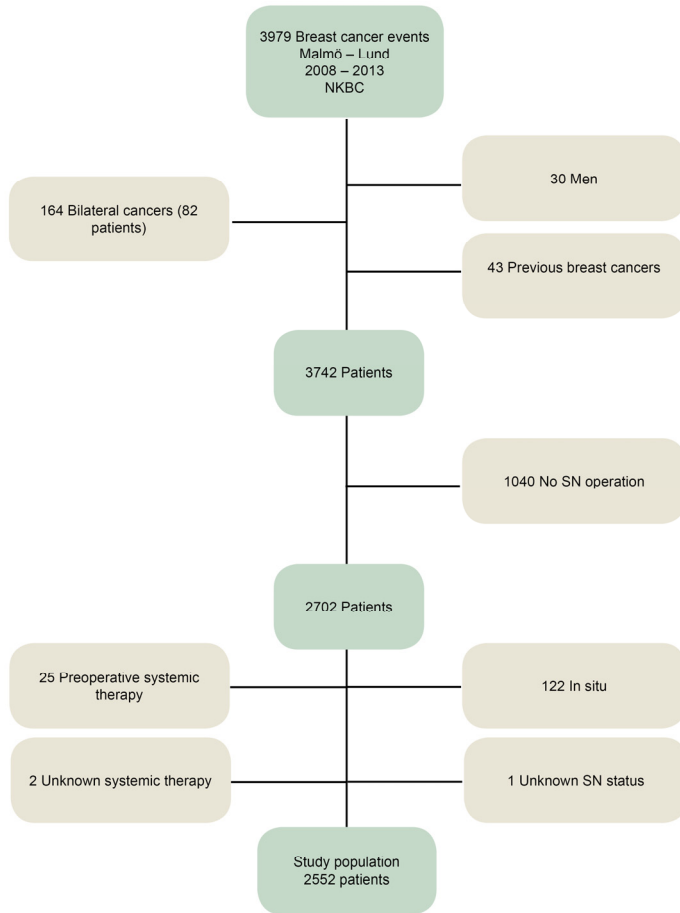 3979 Breast cancer events
Malmö – Lund
2008 – 2013
NKBC
30 Men
164 Bilateral cancers (82
patients)
43 Previous breast cancers
3742 Patients
1040 No SN operation
2702 Patients
25 Preoperative systemic
therapy
122 In situ
2 Unknown systemic therapy
1 Unknown SN status
Study population
2552 patients